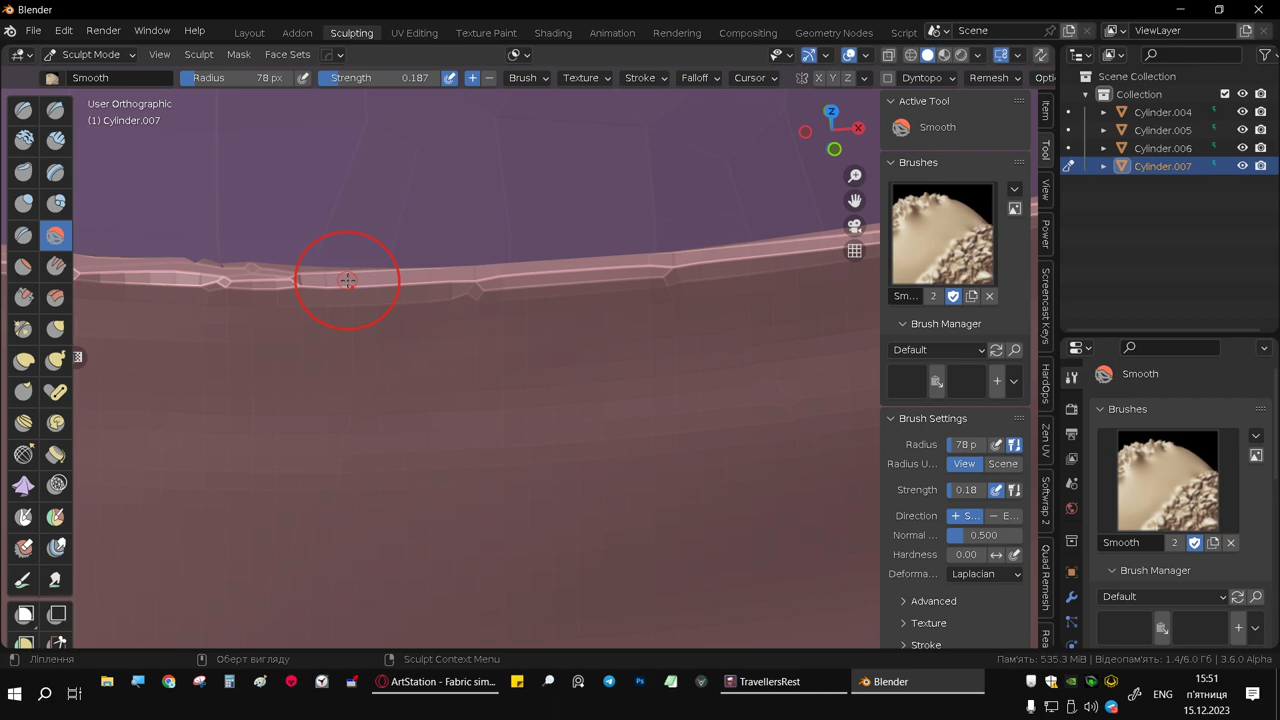 Blender
File Edit Render Window Help Layout Addon Sculpting UV Editing Texture Paint Shading Animation Rendering Compositing Geometry Nodes Scene ViewLayer
Sculpt Mode View Sculpt Mask Face Sets
Smooth Radius 78 px Strength 0.187 Brush Texture Stroke Falloff Cursor X Y Z Dyntopo Remesh Opti
User Orthographic
(1) Cylinder.007
Z
X
Active Tool
Smooth
Brushes
Sm... 2
Brush Manager
Default
Brush Settings
Radius 78 p
Radius U... View Scene
Strength 0.18
Direction + S... − E...
Normal ... 0.500
Hardness 0.00
Deforma... Laplacian
Advanced
Texture
Stroke
Item
Tool
View
Power
Screencast Keys
HardOps
Zen UV
Softwrap 2
Quad Remesh
Rea
Scene Collection
Collection
Cylinder.004
Cylinder.005
Cylinder.006
Cylinder.007
Smooth
Brushes
Smooth 2
Brush Manager
Default
Ліплення Оберт вигляду Sculpt Context Menu Пам'ять: 535.3 МіВ | Відеопам'ять: 1.4/6.0 Гб | 3.6.0 Alpha
ArtStation - Fabric sim... Ps TravellersRest Blender ENG
15:51
п'ятниця
15.12.2023